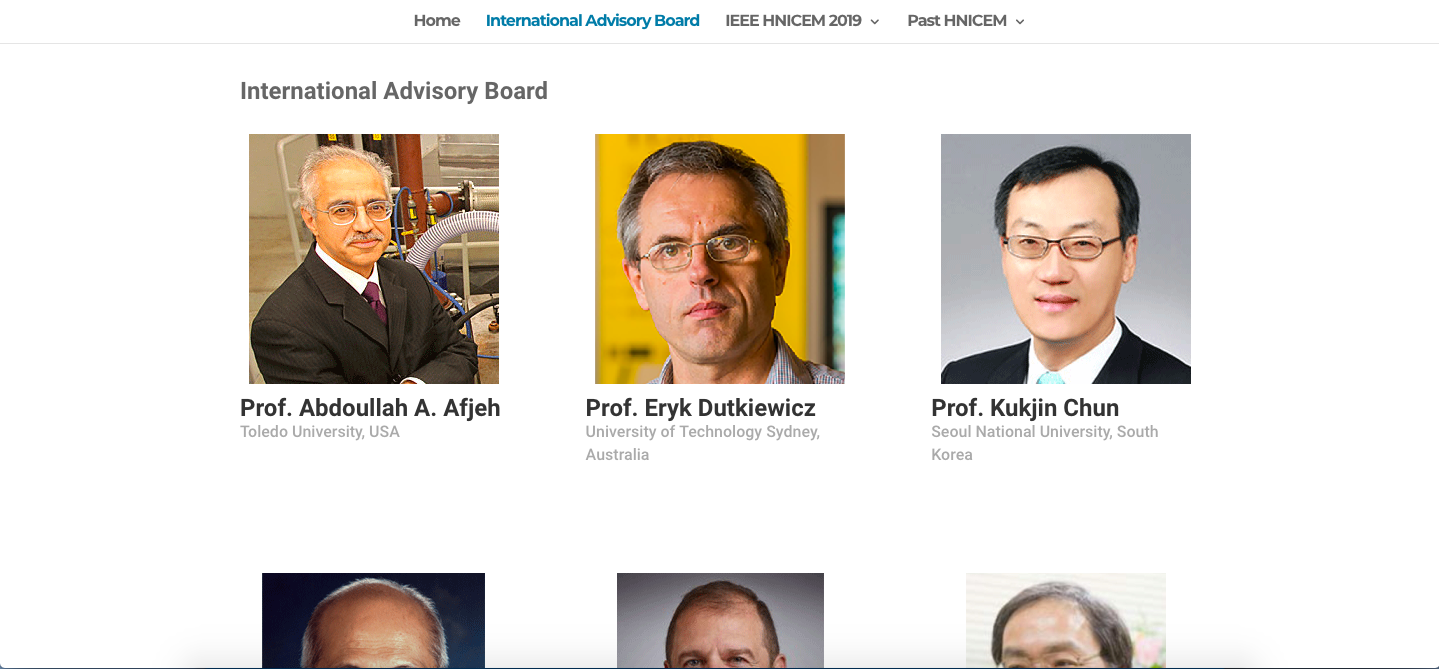 Home International Advisory Board IEEE HNICEM 2019 Past HNICEM
International Advisory Board
Prof. Abdoullah A. Afjeh
Toledo University, USA
Prof. Eryk Dutkiewicz
University of Technology Sydney,
Australia
Prof. Kukjin Chun
Seoul National University, South
Korea